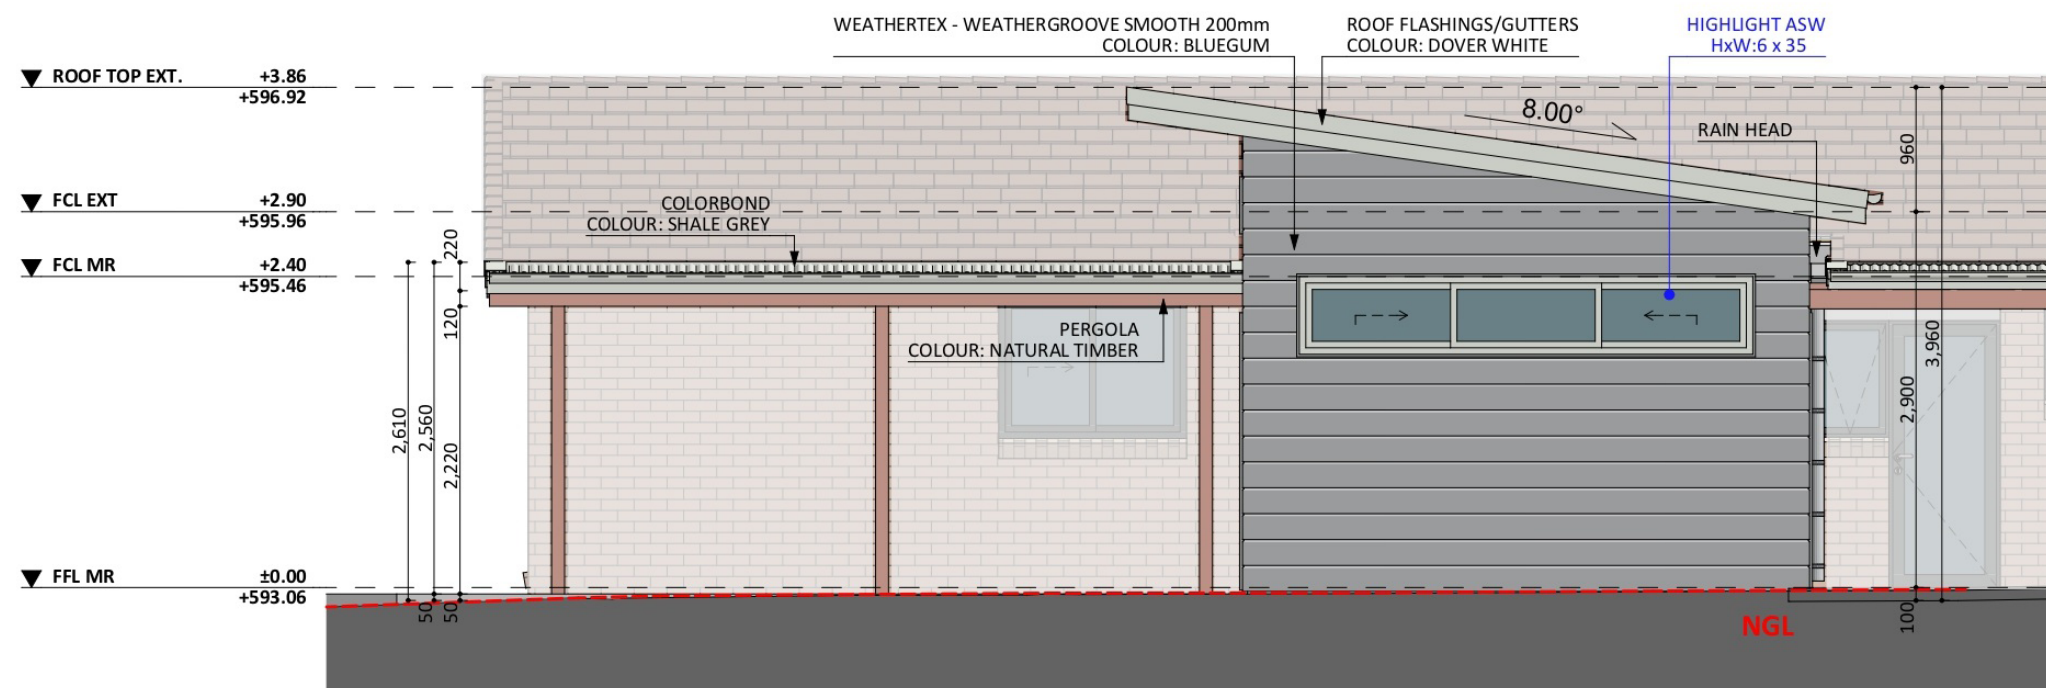 WEATHERTEX - WEATHERGROOVE SMOOTH 200mm
COLOUR: BLUEGUM
ROOF FLASHINGS/GUTTERS
COLOUR: DOVER WHITE
HIGHLIGHT ASW
HxW:6 x 35
ROOF TOP EXT. +3.86
+596.92
8.00°
RAIN HEAD
960
FCL EXT +2.90
+595.96
COLORBOND
COLOUR: SHALE GREY
220
FCL MR +2.40
+595.46
120
PERGOLA
COLOUR: NATURAL TIMBER
3,960
2,610
2,560
2,220
2,900
FFL MR ±0.00
+593.06
50
50
100
NGL